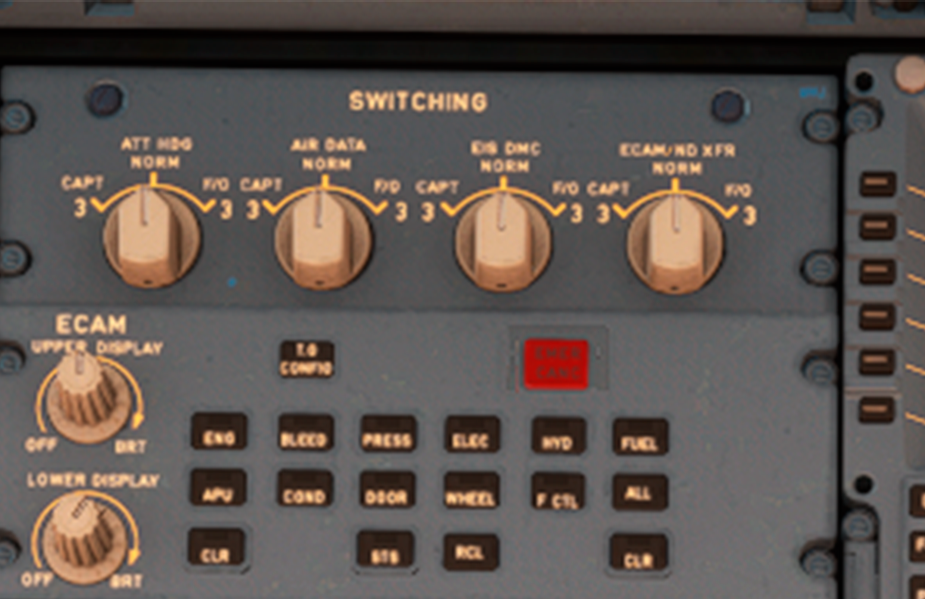 SWITCHING
ATT HDG
NORM
CAPT
F/O
3
3
AIR DATA
NORM
CAPT
F/O
3
3
EIS DMC
NORM
CAPT
F/O
3
3
ECAM/ND XFR
NORM
CAPT
F/O
3
3
ECAM
UPPER DISPLAY
OFF
BRT
T.O
CONFIG
EMER
CANC
ENG
BLEED
PRESS
ELEC
HYD
FUEL
LOWER DISPLAY
OFF
BRT
APU
COND
DOOR
WHEEL
F CTL
ALL
CLR
STS
RCL
CLR